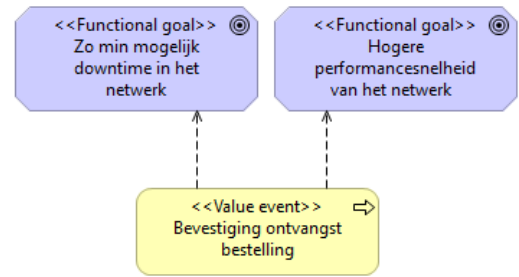 <<Functional goal>>
Zo min mogelijk
downtime in het
netwerk
<<Functional goal>>
Hogere
performancesnelheid
van het netwerk
<<Value event>>
Bevestiging ontvangst
bestelling